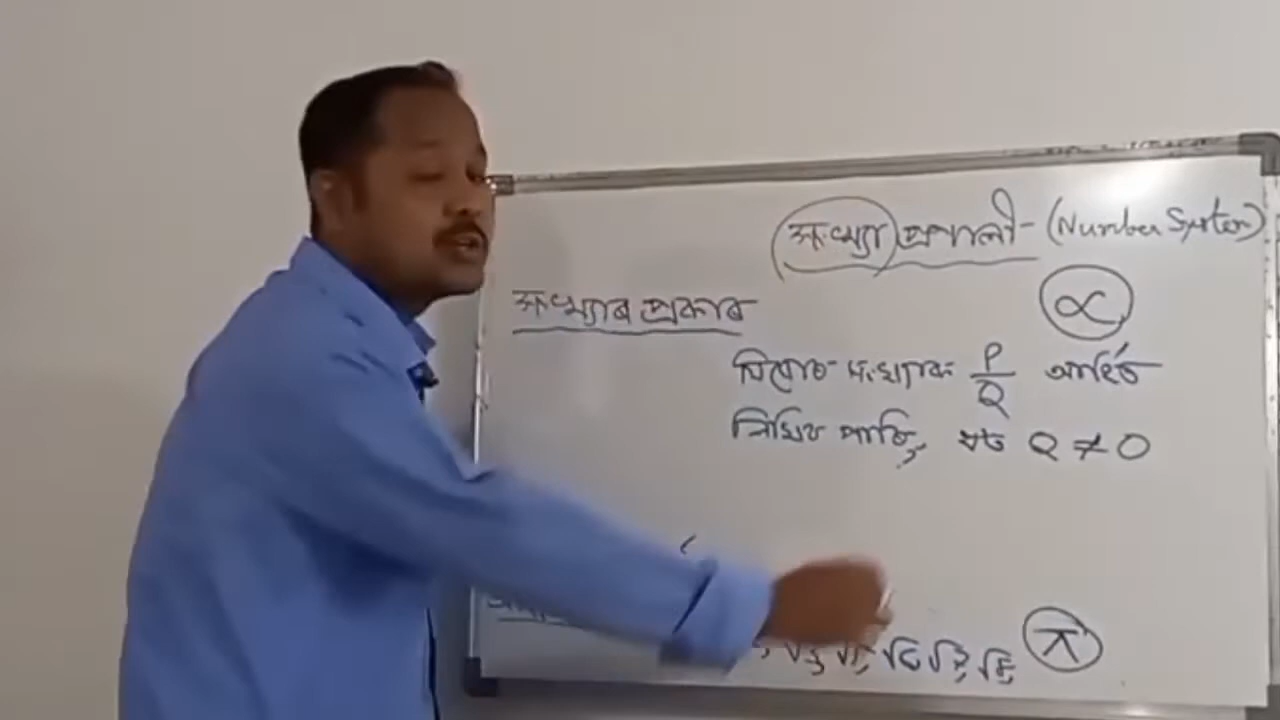 সংখ্যা প্ৰণালী - (Number System)
সংখ্যাৰ প্ৰকাৰ
∝
যিবোৰ সংখ্যাক P/Q আৰ্হিত
লিখিব পাৰি, য'ত Q ≠ 0
π